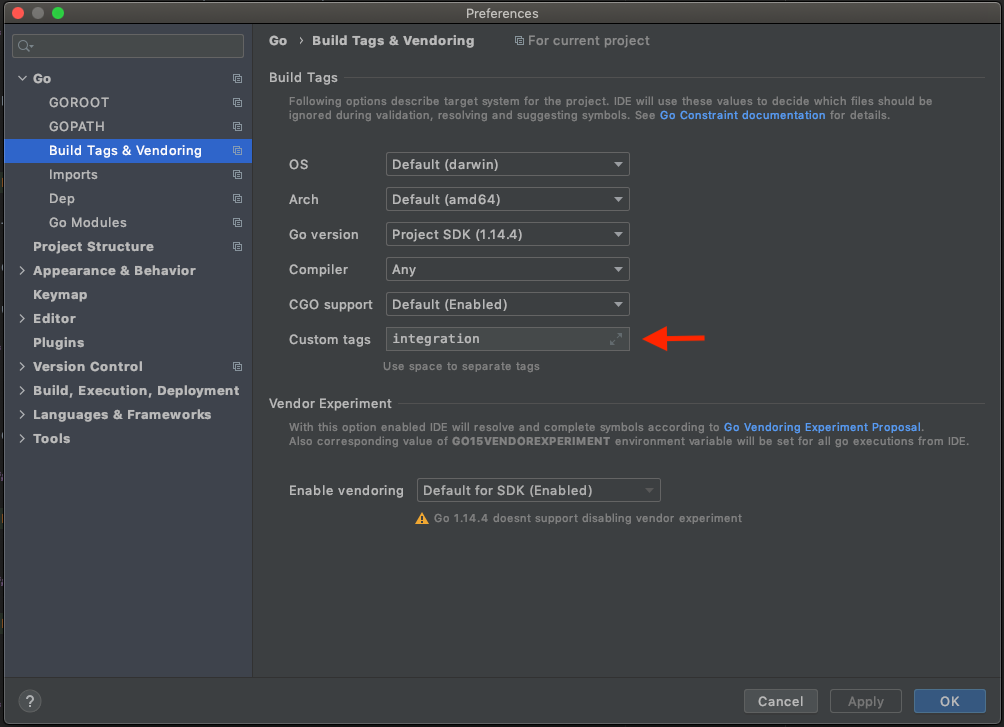 Preferences
Go › Build Tags & Vendoring For current project
Go
GOROOT
GOPATH
Build Tags & Vendoring
Imports
Dep
Go Modules
Project Structure
Appearance & Behavior
Keymap
Editor
Plugins
Version Control
Build, Execution, Deployment
Languages & Frameworks
Tools
Build Tags
Following options describe target system for the project. IDE will use these values to decide which files should be
ignored during validation, resolving and suggesting symbols. See Go Constraint documentation for details.
OS Default (darwin)
Arch Default (amd64)
Go version Project SDK (1.14.4)
Compiler Any
CGO support Default (Enabled)
Custom tags integration
Use space to separate tags
Vendor Experiment
With this option enabled IDE will resolve and complete symbols according to Go Vendoring Experiment Proposal.
Also corresponding value of GO15VENDOREXPERIMENT environment variable will be set for all go executions from IDE.
Enable vendoring Default for SDK (Enabled)
Go 1.14.4 doesnt support disabling vendor experiment
? Cancel Apply OK